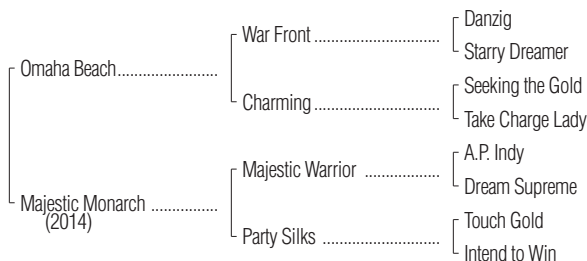 Danzig
War Front
Starry Dreamer
Omaha Beach
Seeking the Gold
Charming
Take Charge Lady
A.P. Indy
Majestic Warrior
Dream Supreme
Majestic Monarch
(2014)
Touch Gold
Party Silks
Intend to Win